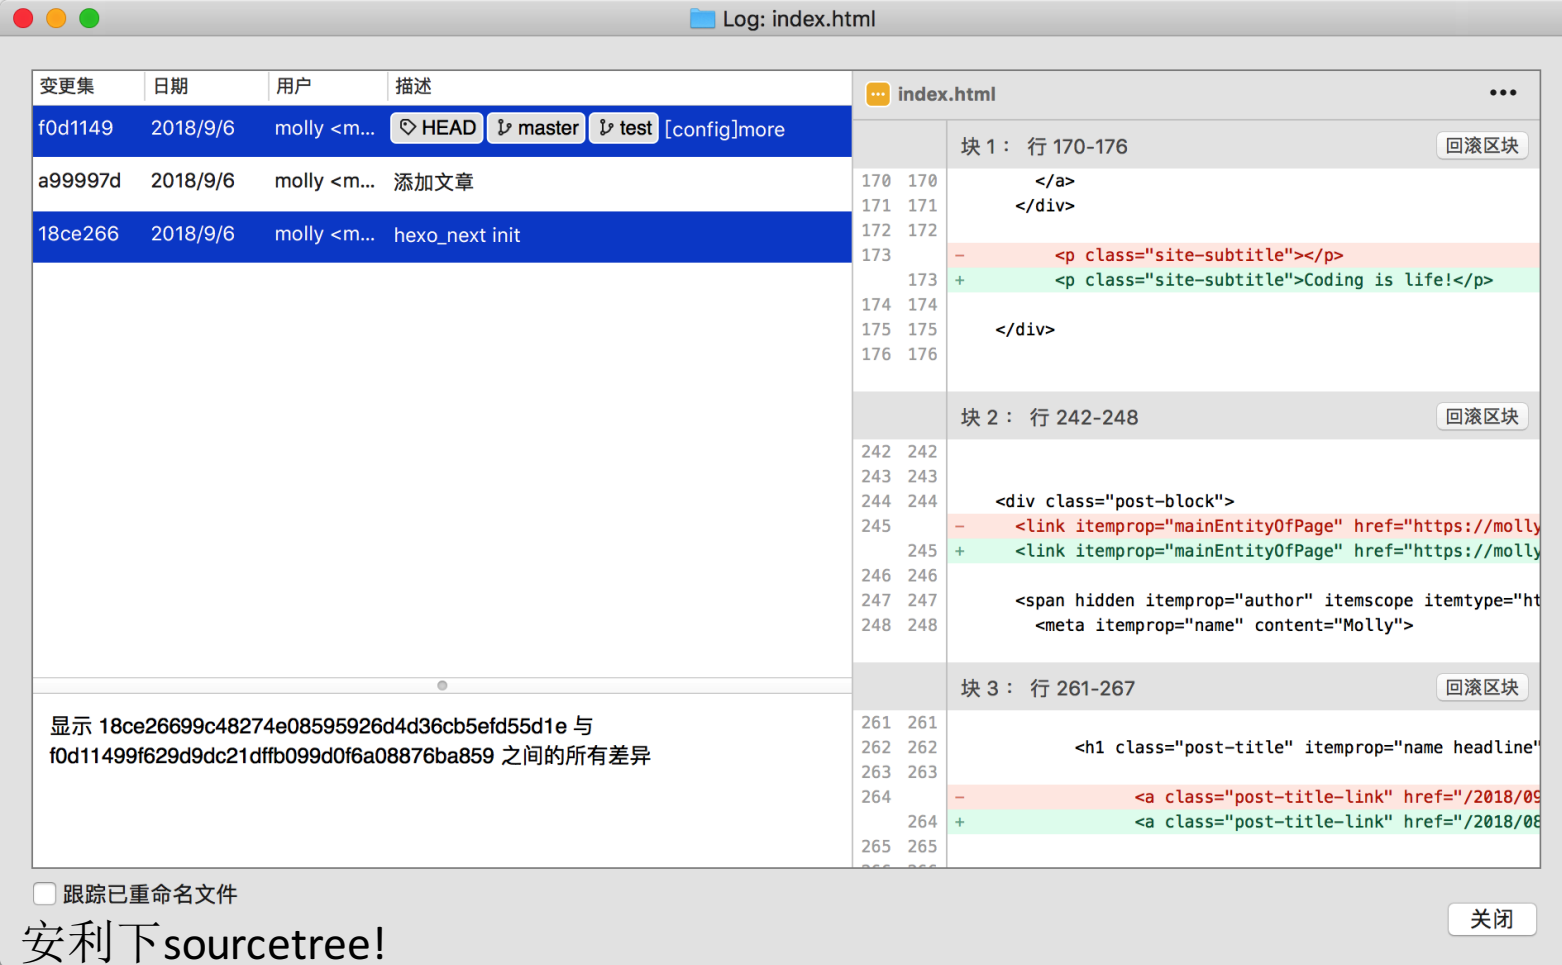 Log: index.html
变更集 日期 用户 描述
f0d1149 2018/9/6 molly <m... HEAD master test [config]more
a99997d 2018/9/6 molly <m... 添加文章
18ce266 2018/9/6 molly <m... hexo_next init
显示 18ce26699c48274e08595926d4d36cb5efd55d1e 与
f0d11499f629d9dc21dffb099d0f6a08876ba859 之间的所有差异
index.html •••
块 1： 行 170-176 回滚区块
170 170 </a>
171 171 </div>
172 172
173 - <p class="site-subtitle"></p>
173 + <p class="site-subtitle">Coding is life!</p>
174 174
175 175 </div>
176 176
块 2： 行 242-248 回滚区块
242 242
243 243
244 244 <div class="post-block">
245 - <link itemprop="mainEntityOfPage" href="https://molly
245 + <link itemprop="mainEntityOfPage" href="https://molly
246 246
247 247 <span hidden itemprop="author" itemscope itemtype="ht
248 248 <meta itemprop="name" content="Molly">
块 3： 行 261-267 回滚区块
261 261
262 262 <h1 class="post-title" itemprop="name headline"
263 263
264 - <a class="post-title-link" href="/2018/09
264 + <a class="post-title-link" href="/2018/08
265 265
跟踪已重命名文件
关闭
安利下sourcetree!